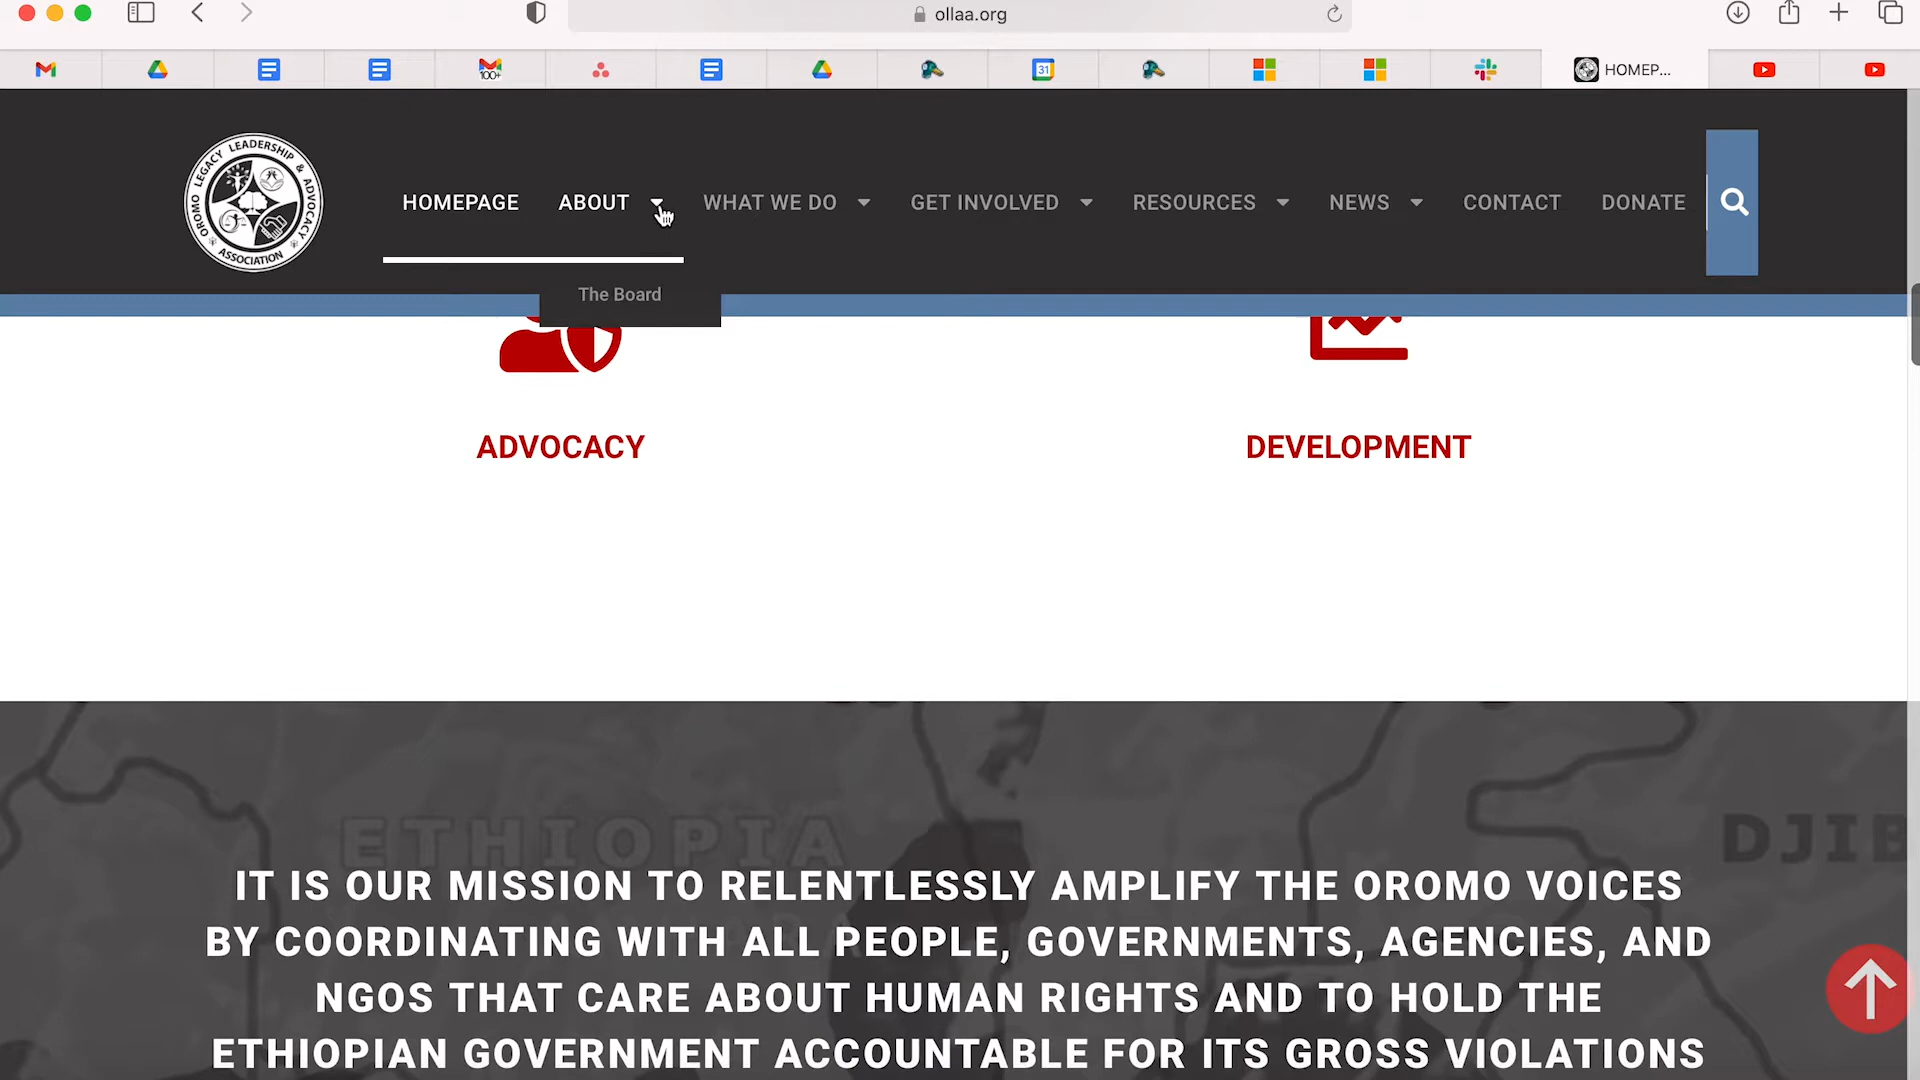 ollaa.org
100+
31
HOMEP...
OROMO LEGACY LEADERSHIP & ADVOCACY
ASSOCIATION
HOMEPAGE
ABOUT
WHAT WE DO
GET INVOLVED
RESOURCES
NEWS
CONTACT
DONATE
The Board
ADVOCACY
DEVELOPMENT
ETHIOPIA
DJIB
IT IS OUR MISSION TO RELENTLESSLY AMPLIFY THE OROMO VOICES
BY COORDINATING WITH ALL PEOPLE, GOVERNMENTS, AGENCIES, AND
NGOS THAT CARE ABOUT HUMAN RIGHTS AND TO HOLD THE
ETHIOPIAN GOVERNMENT ACCOUNTABLE FOR ITS GROSS VIOLATIONS